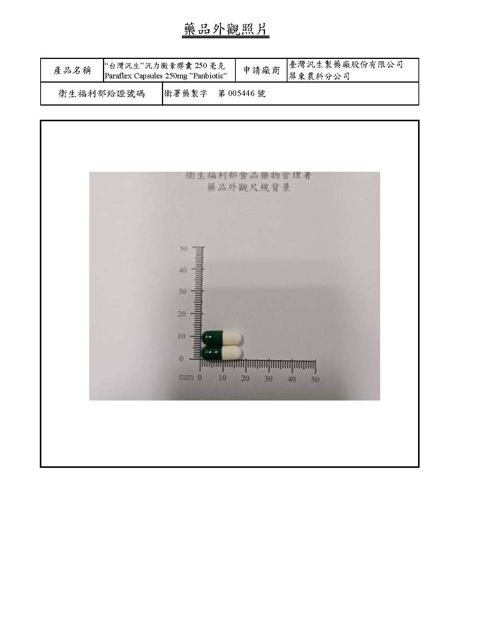 藥品外觀照片
產品名稱
“台灣汎生”汎力黴素膠囊 250 毫克
Paraflex Capsules 250mg "Panbiotic"
申請廠商
臺灣汎生製藥廠股份有限公司
屏東農科分公司
衛生福利部給證號碼
衛署藥製字 第 005446 號
衛生福利部食品藥物管理署
藥品外觀尺規背景
50
40
30
20
10
0
mm 0 10 20 30 40 50